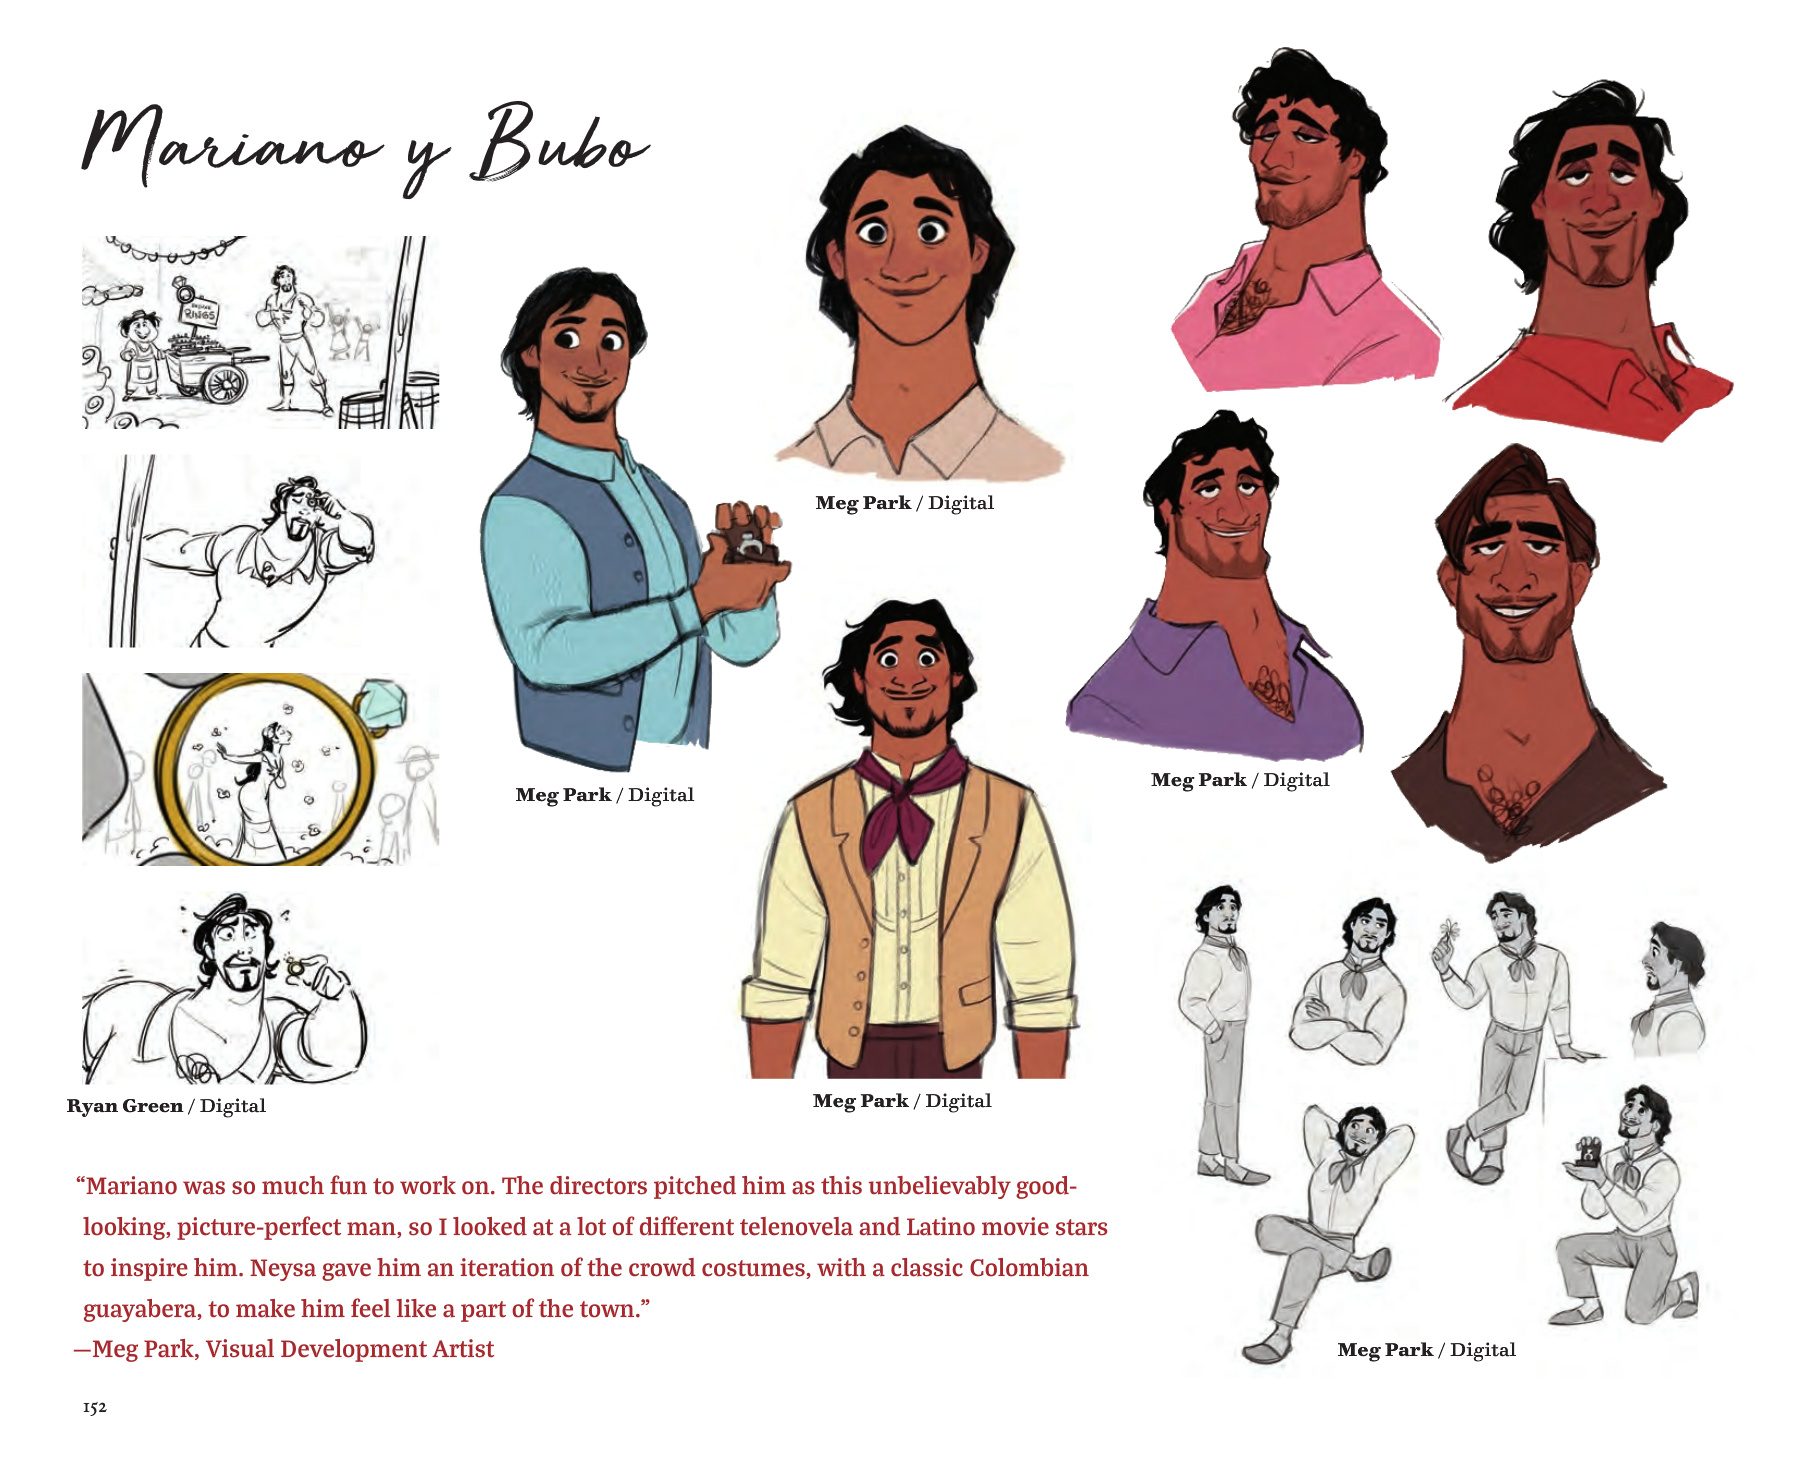 Mariano y Bubo
RINGS
Meg Park / Digital
Meg Park / Digital
Meg Park / Digital
Meg Park / Digital
Ryan Green / Digital
“Mariano was so much fun to work on. The directors pitched him as this unbelievably good-
looking, picture-perfect man, so I looked at a lot of different telenovela and Latino movie stars
to inspire him. Neysa gave him an iteration of the crowd costumes, with a classic Colombian
guayabera, to make him feel like a part of the town.”
—Meg Park, Visual Development Artist
Meg Park / Digital
152